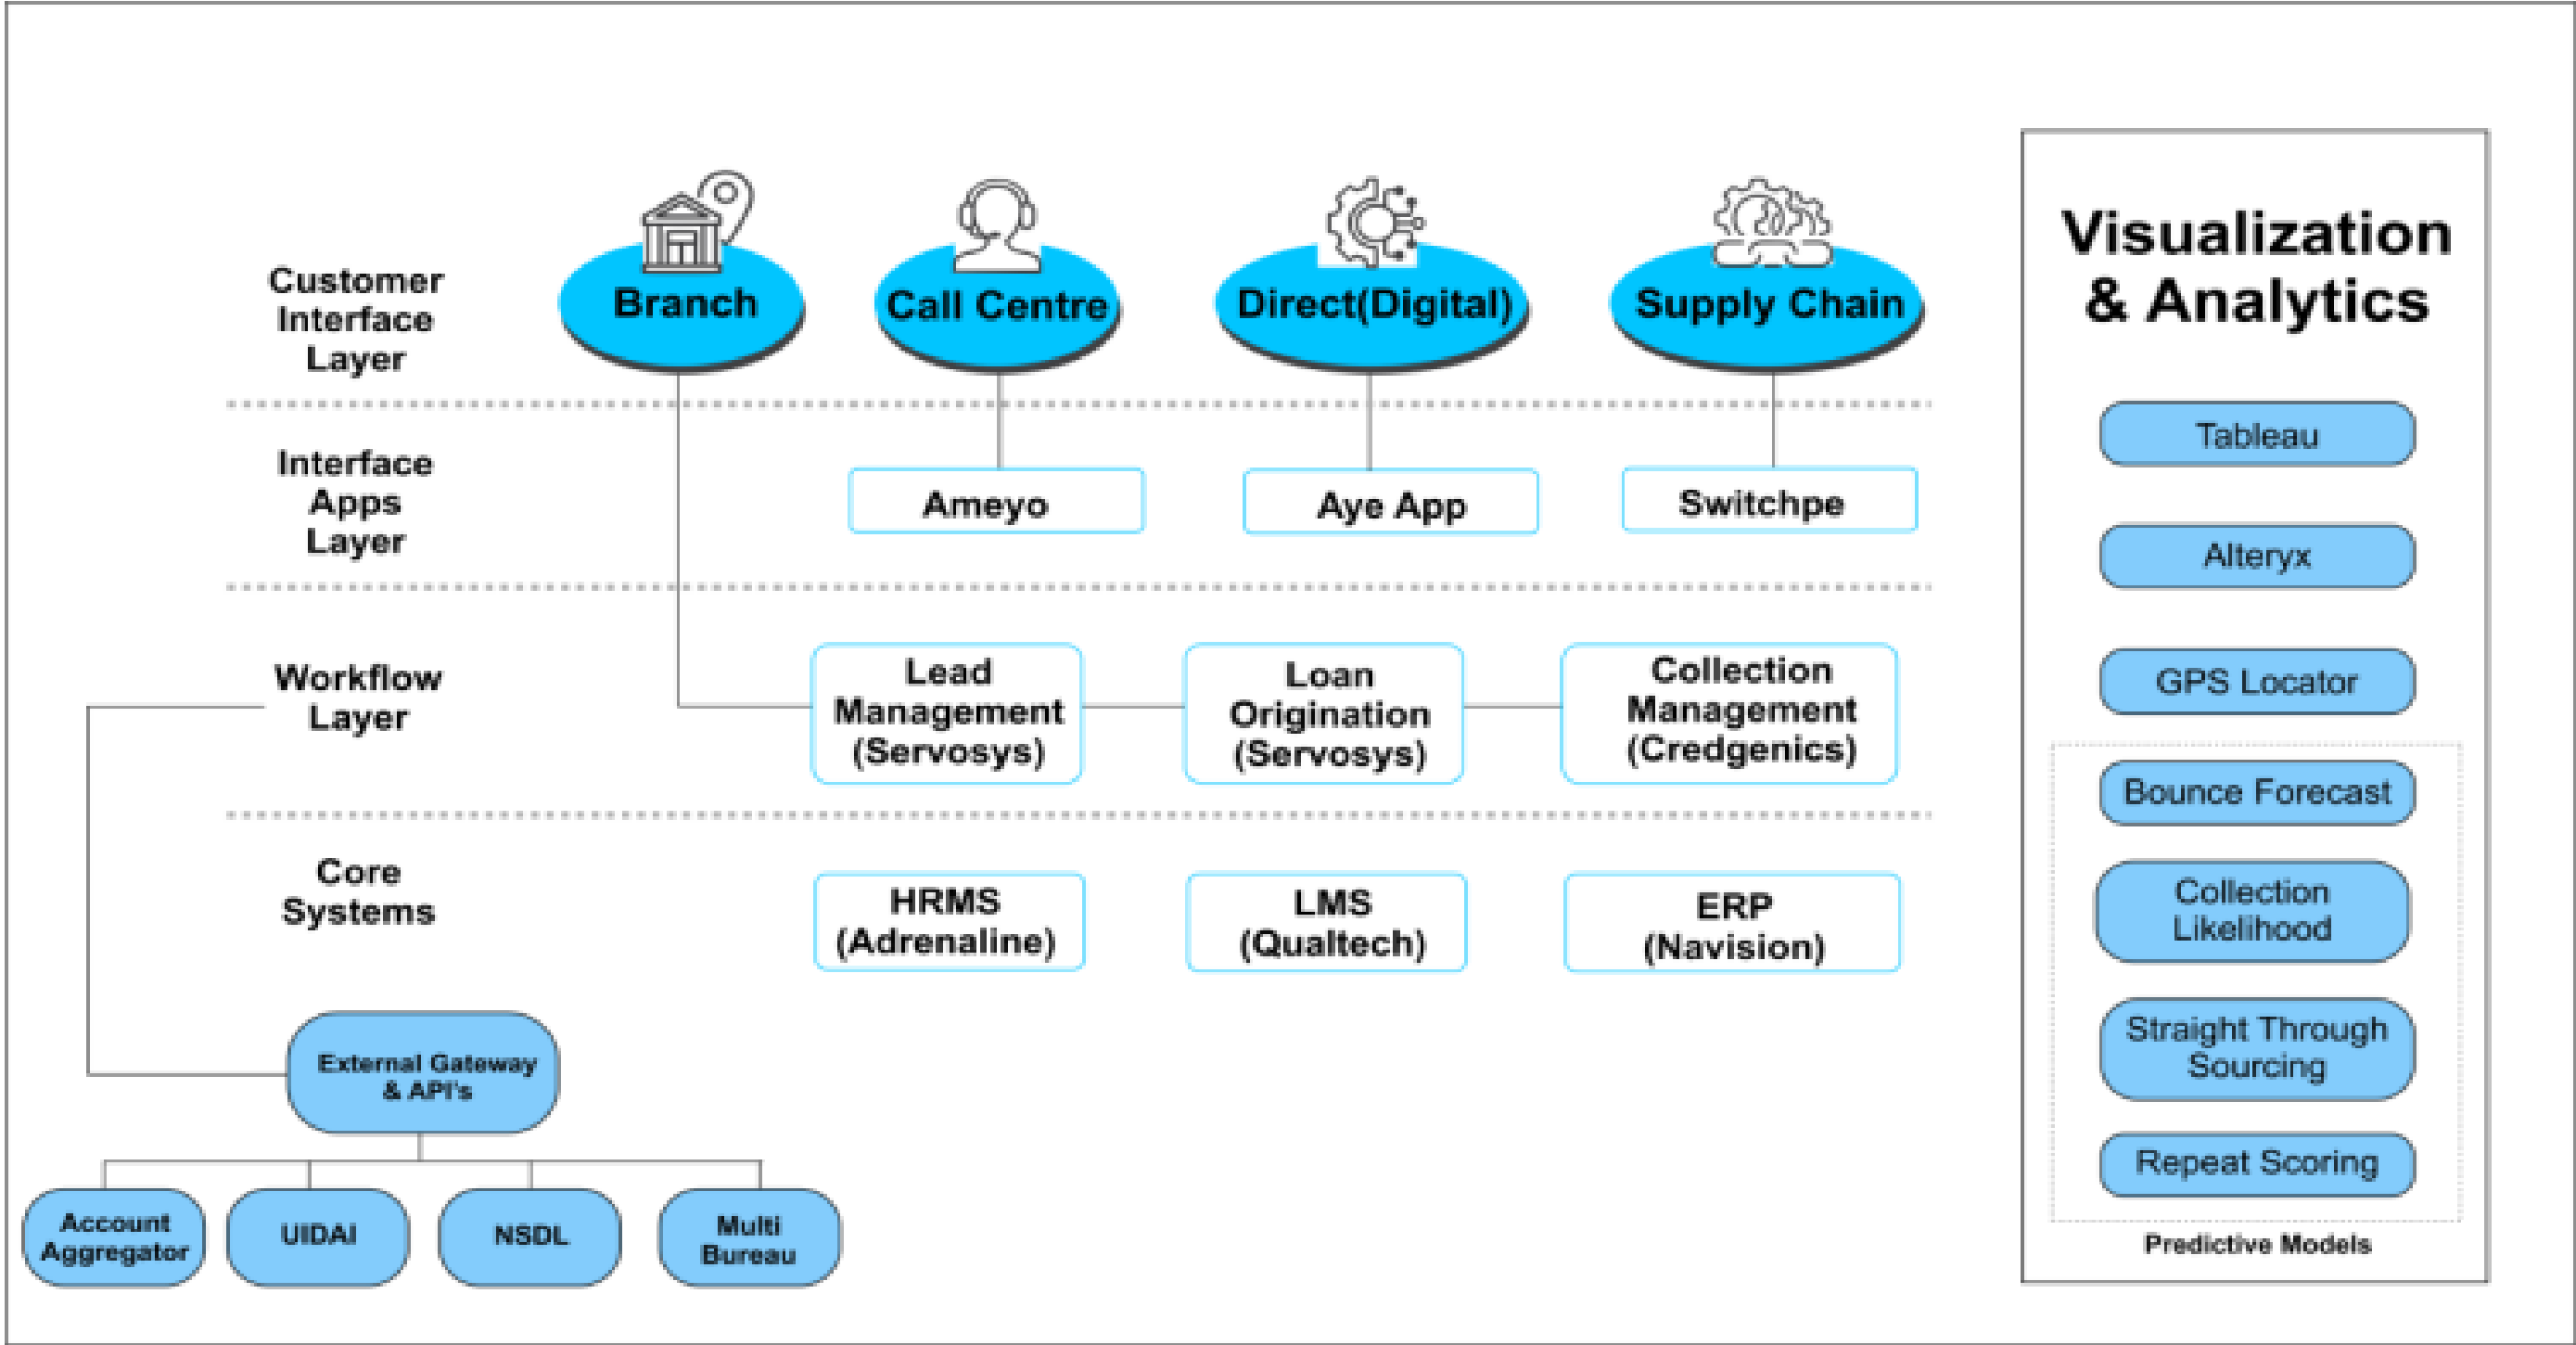 Customer
Interface
Layer
Branch
Call Centre
Direct(Digital)
Supply Chain
Interface
Apps
Layer
Ameyo
Aye App
Switchpe
Workflow
Layer
Lead
Management
(Servosys)
Loan
Origination
(Servosys)
Collection
Management
(Credgenics)
Core
Systems
HRMS
(Adrenaline)
LMS
(Qualtech)
ERP
(Navision)
External Gateway
& API's
Account
Aggregator
UIDAI
NSDL
Multi
Bureau
Visualization
& Analytics
Tableau
Alteryx
GPS Locator
Bounce Forecast
Collection
Likelihood
Straight Through
Sourcing
Repeat Scoring
Predictive Models